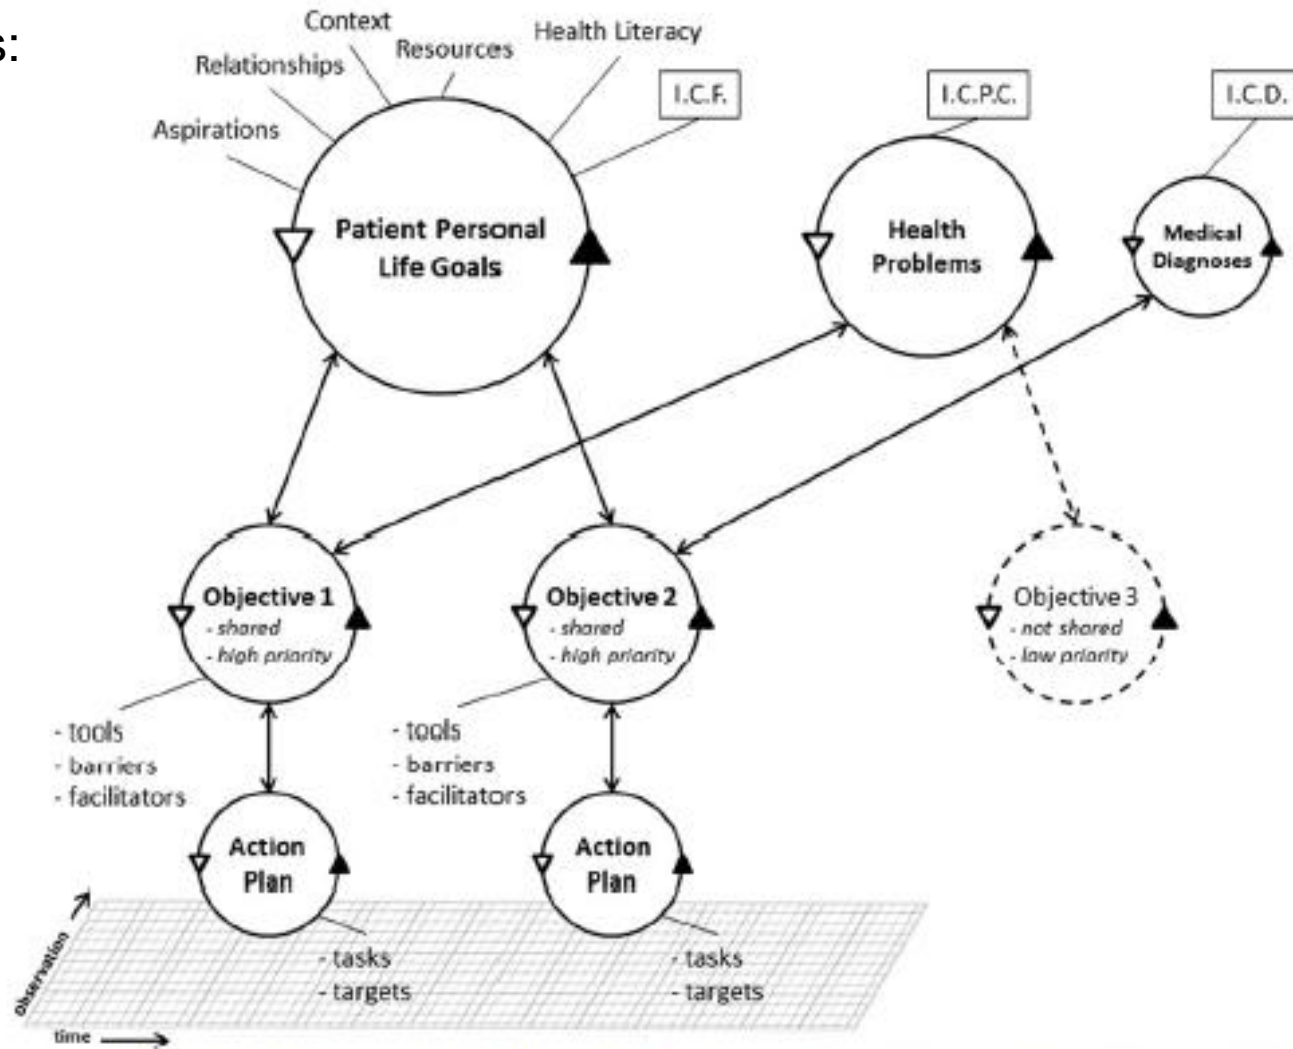 s:
Context
Resources
Health Literacy
Relationships
Aspirations
I.C.F.
I.C.P.C.
I.C.D.
Patient Personal
Life Goals
Health
Problems
Medical
Diagnoses
Objective 1
- shared
- high priority
Objective 2
- shared
- high priority
Objective 3
- not shared
- low priority
- tools
- barriers
- facilitators
- tools
- barriers
- facilitators
Action
Plan
Action
Plan
- tasks
- targets
- tasks
- targets
observation
time